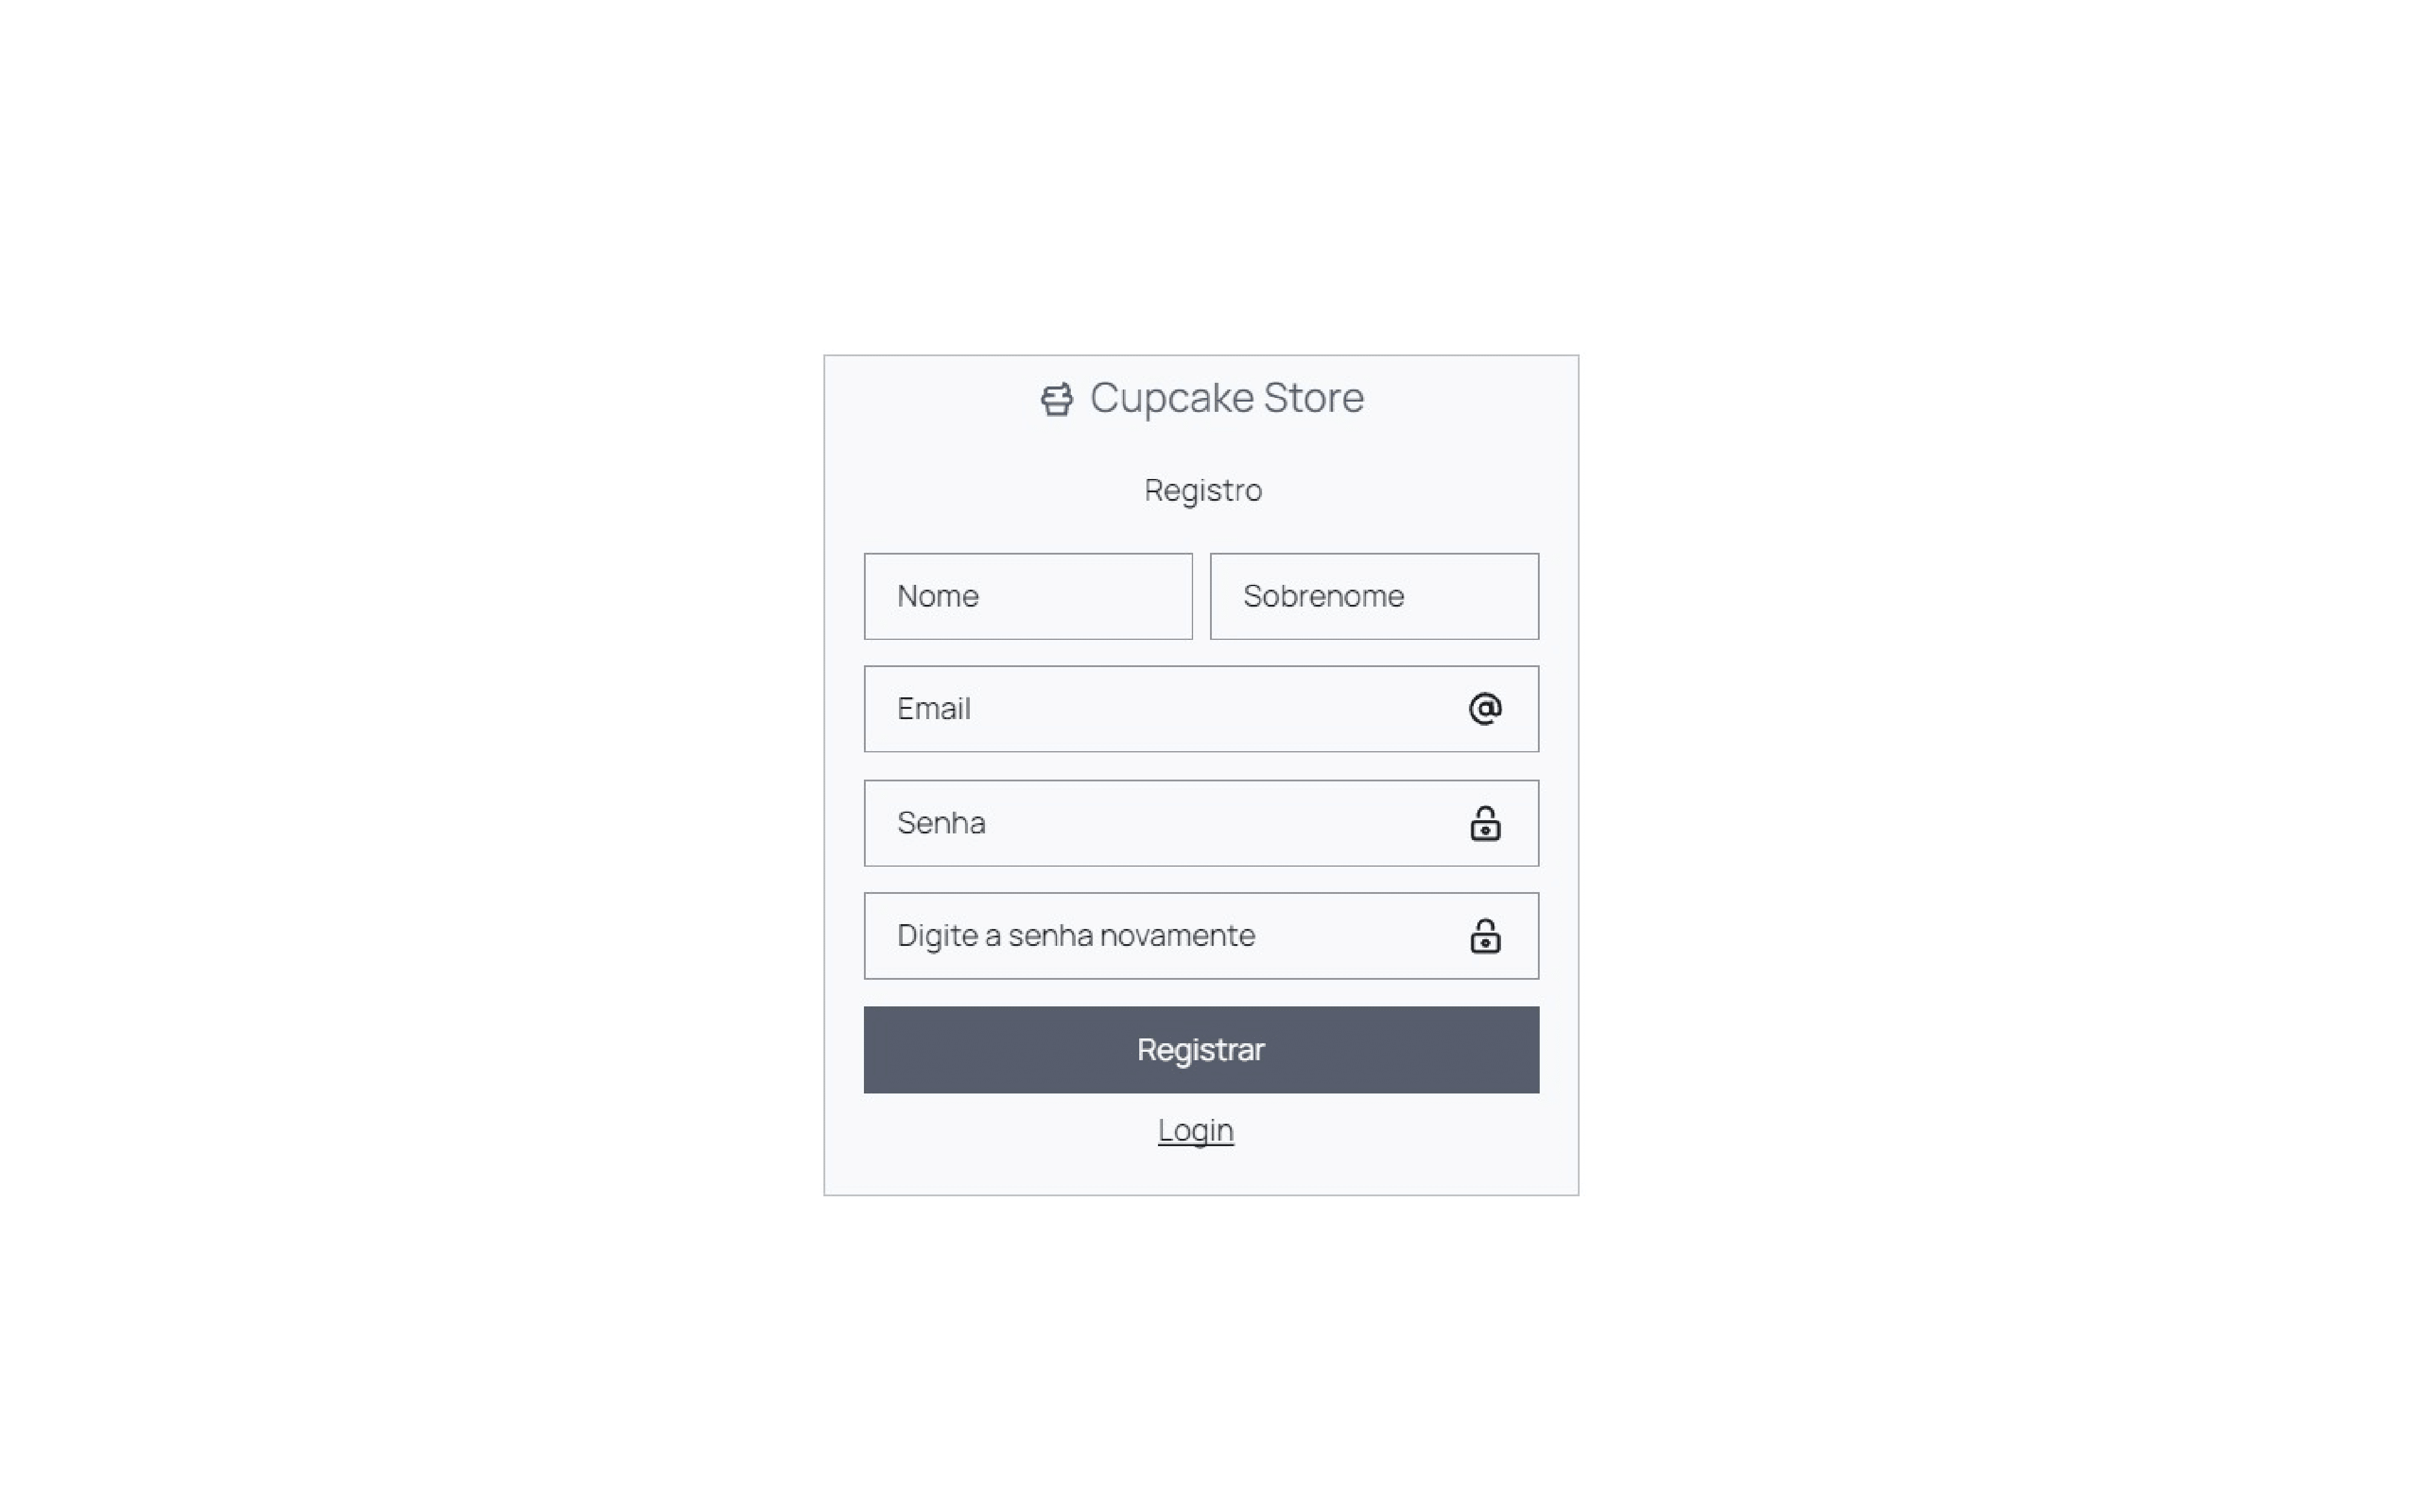 Cupcake Store
Registro
Nome Sobrenome
Email @
Senha
Digite a senha novamente
Registrar
Login